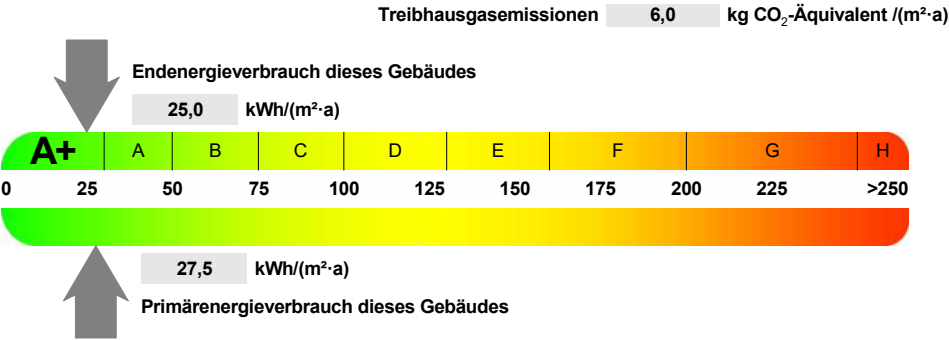 Treibhausgasemissionen 6,0 kg CO₂-Äquivalent /(m²·a)
Endenergieverbrauch dieses Gebäudes
25,0 kWh/(m²·a)
A+ A B C D E F G H
0 25 50 75 100 125 150 175 200 225 >250
27,5 kWh/(m²·a)
Primärenergieverbrauch dieses Gebäudes